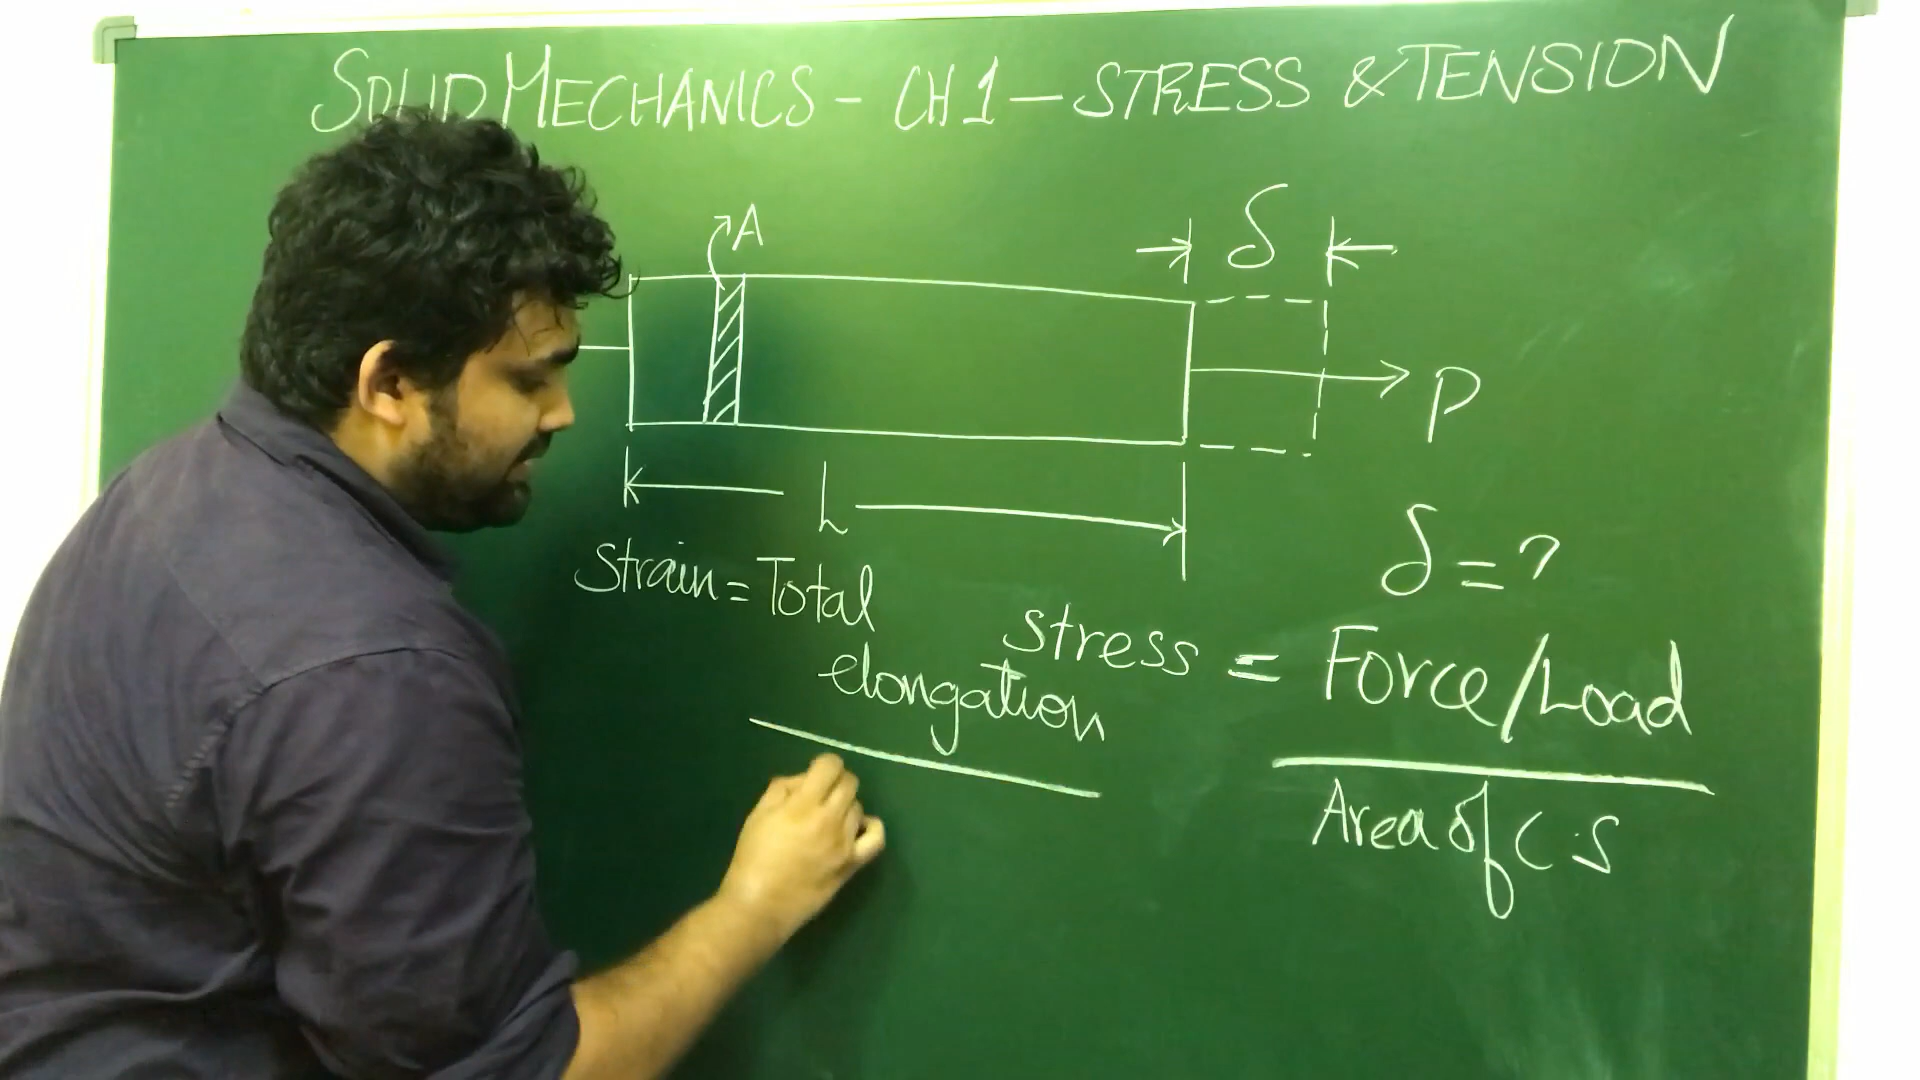 SOLID MECHANICS - CH 1 - STRESS & TENSION
A
δ
P
L
δ = ?
Strain = Total
elongation
stress = Force/Load
Area of C.S